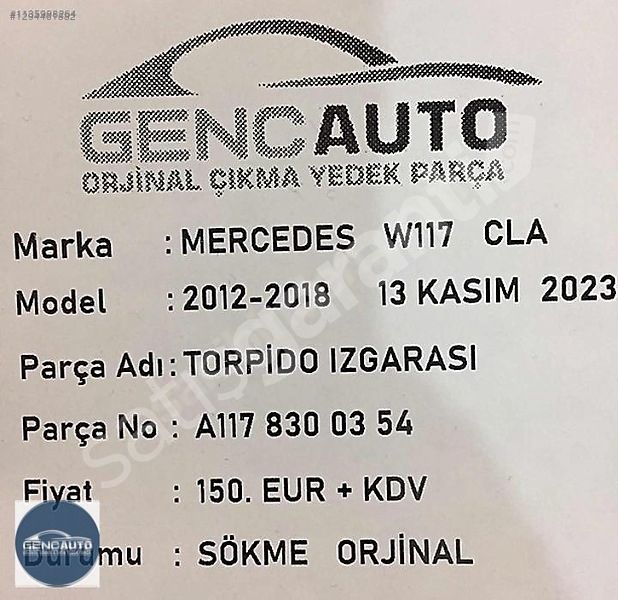 GENCAUTO
ORJİNAL ÇIKMA YEDEK PARÇA
Marka : MERCEDES W117 CLA
Model : 2012-2018 13 KASIM 2023
Parça Adı : TORPİDO IZGARASI
Parça No : A117 830 03 54
Fiyat : 150. EUR + KDV
Durumu : SÖKME ORJİNAL
GENCAUTO